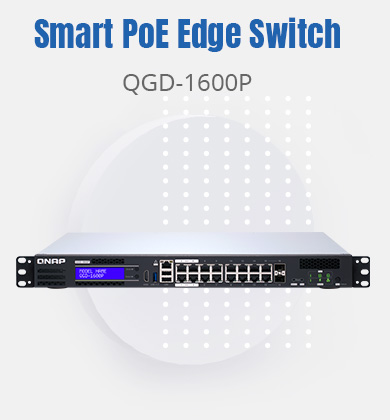 Smart PoE Edge Switch
QGD-1600P
QNAP
MODEL NAME
QGD-1600P